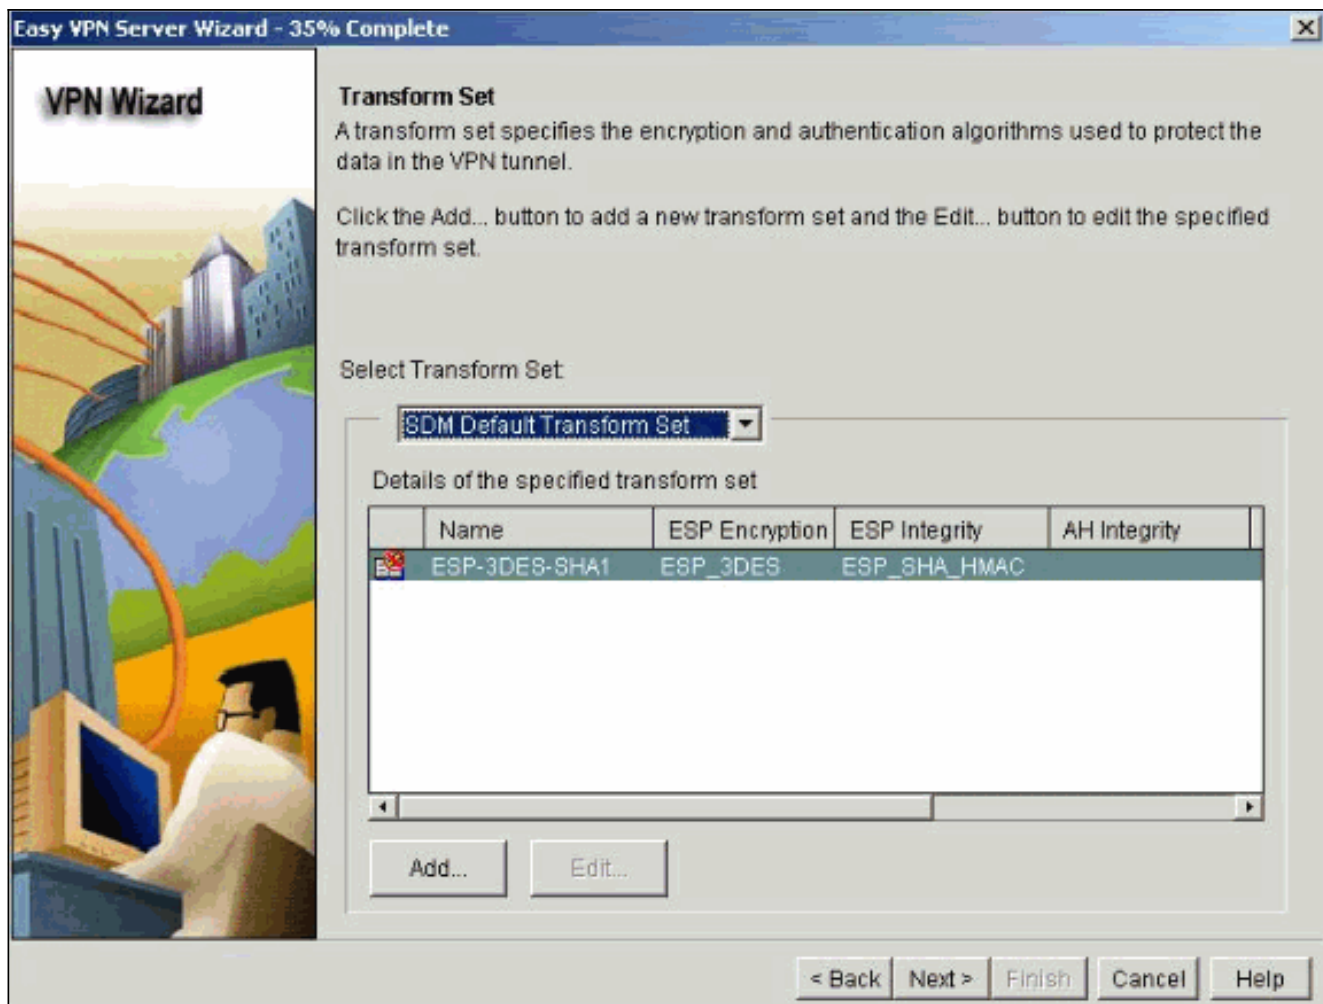 Easy VPN Server Wizard - 35% Complete
VPN Wizard
Transform Set
A transform set specifies the encryption and authentication algorithms used to protect the
data in the VPN tunnel.
Click the Add... button to add a new transform set and the Edit... button to edit the specified
transform set.
Select Transform Set:
SDM Default Transform Set
Details of the specified transform set
Name ESP Encryption ESP Integrity AH Integrity
ESP-3DES-SHA1 ESP_3DES ESP_SHA_HMAC
Add... Edit...
< Back Next > Finish Cancel Help